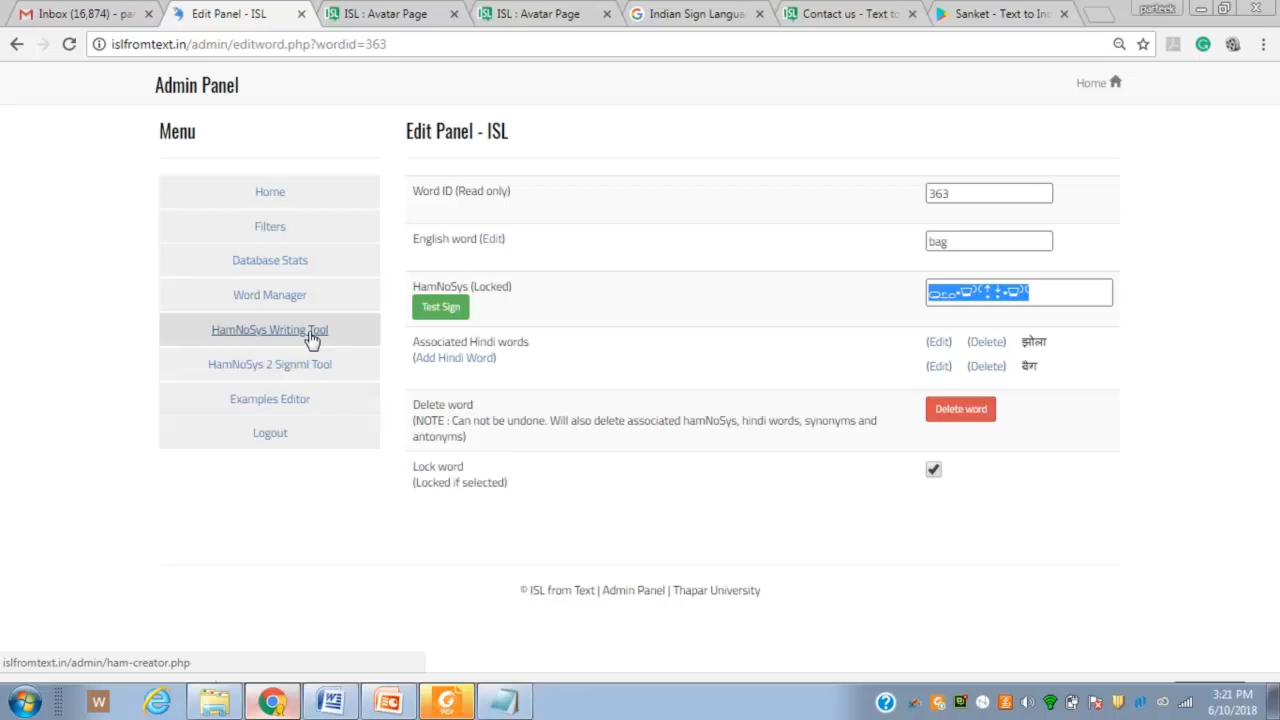 Inbox (16,874) - pa
Edit Panel - ISL
ISL : Avatar Page
ISL : Avatar Page
Indian Sign Langua
Contact us - Text to
Sanket - Text to In
parteek
islfromtext.in/admin/editword.php?wordid=363
Admin Panel
Home
Menu
Edit Panel - ISL
Home
Filters
Database Stats
Word Manager
HamNoSys Writing Tool
HamNoSys 2 Signml Tool
Examples Editor
Logout
Word ID (Read only)
363
English word (Edit)
bag
HamNoSys (Locked)
Test Sign
Associated Hindi words
(Add Hindi Word)
(Edit) (Delete) झोला
(Edit) (Delete) बैग
Delete word
(NOTE : Can not be undone. Will also delete associated hamNoSys, hindi words, synonyms and
antonyms)
Delete word
Lock word
(Locked if selected)
© ISL from Text | Admin Panel | Thapar University
islfromtext.in/admin/ham-creator.php
W
PDF
3:21 PM
6/10/2018